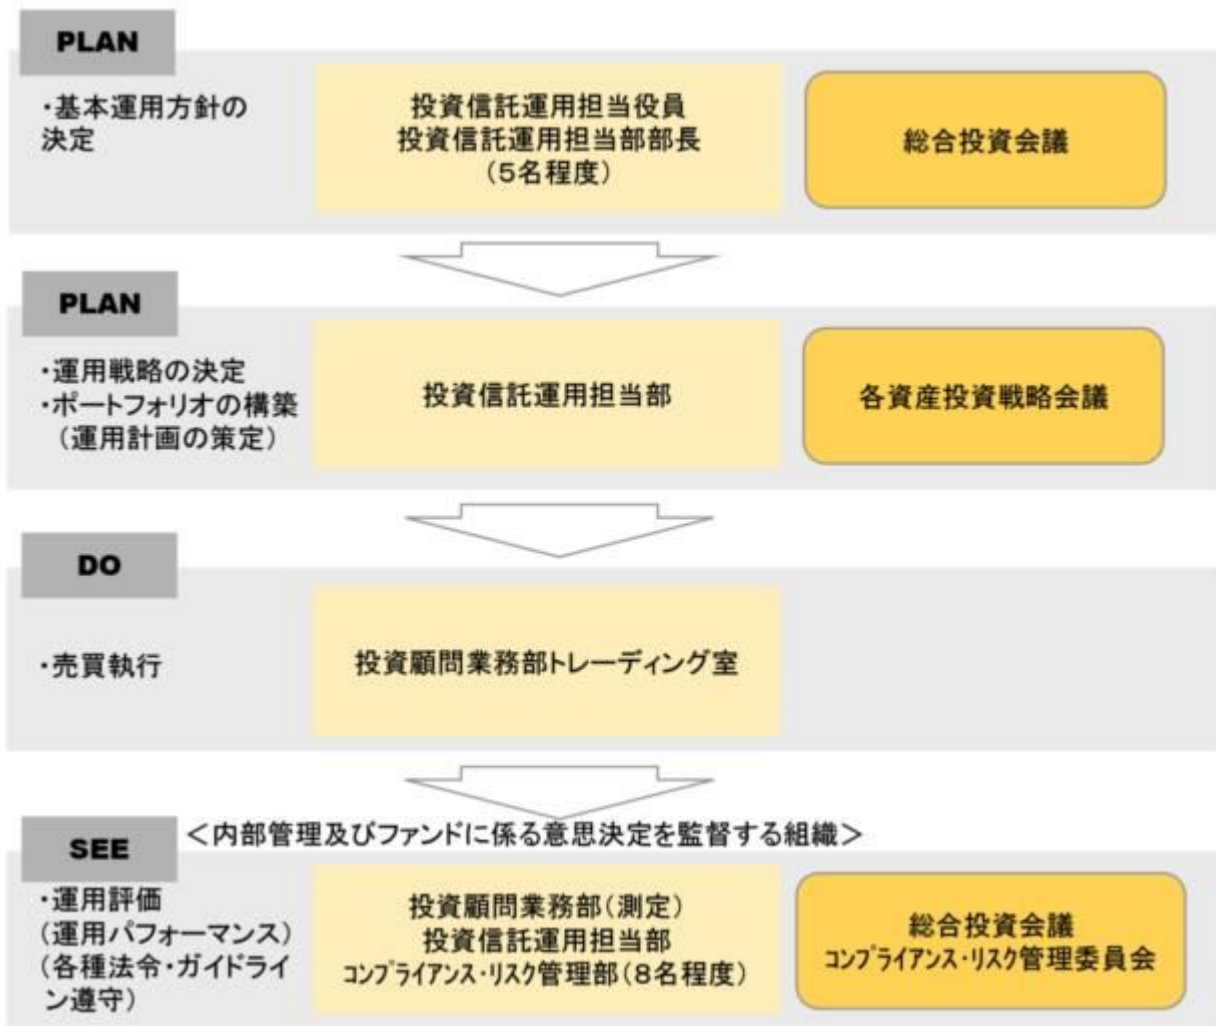 PLAN
・基本運用方針の
決定
投資信託運用担当役員
投資信託運用担当部部長
(5名程度)
総合投資会議
PLAN
・運用戦略の決定
・ポートフォリオの構築
(運用計画の策定)
投資信託運用担当部
各資産投資戦略会議
DO
・売買執行
投資顧問業務部トレーディング室
SEE
＜内部管理及びファンドに係る意思決定を監督する組織＞
・運用評価
(運用パフォーマンス)
(各種法令・ガイドライ
ン遵守)
投資顧問業務部(測定)
投資信託運用担当部
ｺﾝﾌﾟﾗｲｱﾝｽ・ﾘｽｸ管理部(8名程度)
総合投資会議
ｺﾝﾌﾟﾗｲｱﾝｽ・ﾘｽｸ管理委員会